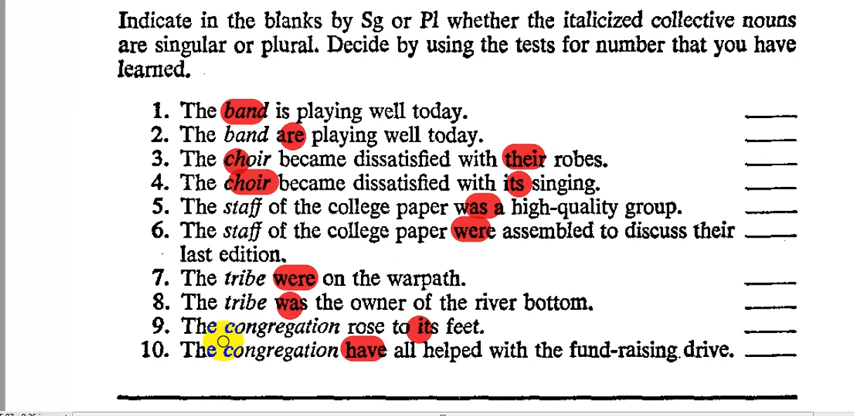 Indicate in the blanks by Sg or Pl whether the italicized collective nouns
are singular or plural. Decide by using the tests for number that you have
learned.
1. The band is playing well today.
2. The band are playing well today.
3. The choir became dissatisfied with their robes.
4. The choir became dissatisfied with its singing.
5. The staff of the college paper was a high-quality group.
6. The staff of the college paper were assembled to discuss their
last edition.
7. The tribe were on the warpath.
8. The tribe was the owner of the river bottom.
9. The congregation rose to its feet.
10. The congregation have all helped with the fund-raising drive.